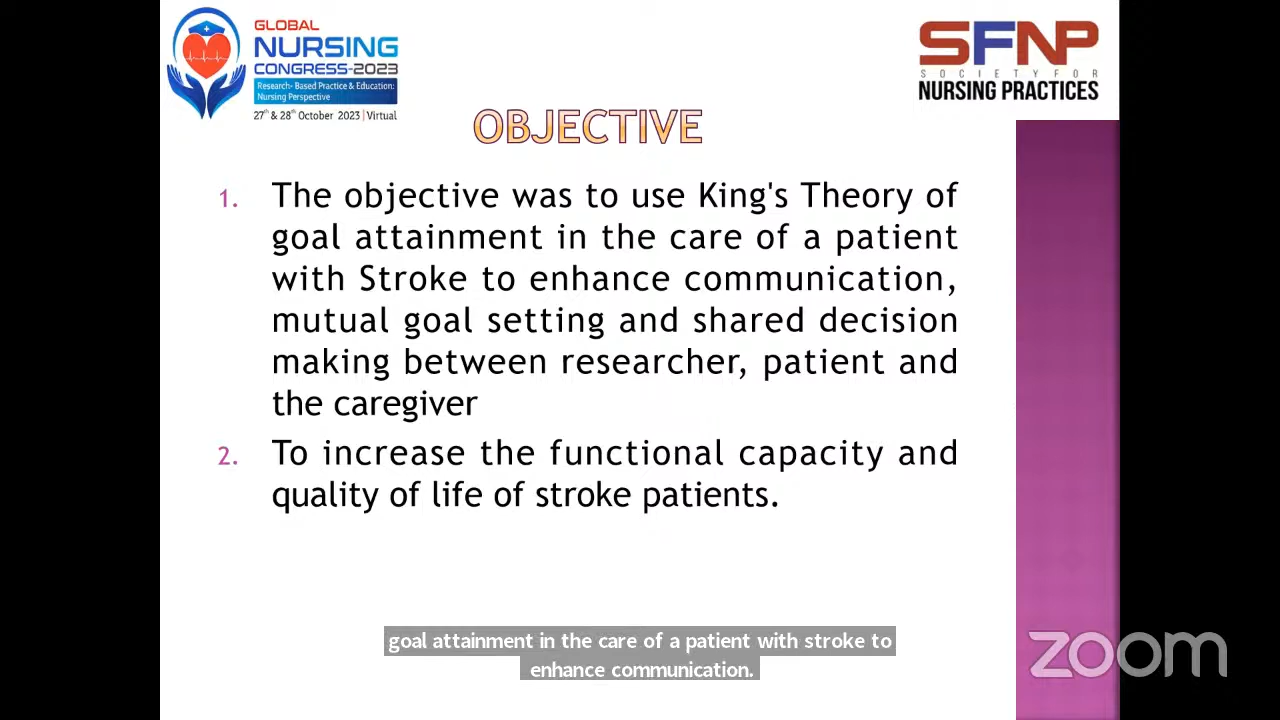 GLOBAL
NURSING
CONGRESS-2023
Research- Based Practice & Education:
Nursing Perspective
27th & 28th October 2023 | Virtual
SFNP
SOCIETY FOR
NURSING PRACTICES
OBJECTIVE
1. The objective was to use King's Theory of
goal attainment in the care of a patient
with Stroke to enhance communication,
mutual goal setting and shared decision
making between researcher, patient and
the caregiver
2. To increase the functional capacity and
quality of life of stroke patients.
goal attainment in the care of a patient with stroke to
enhance communication.
zoom